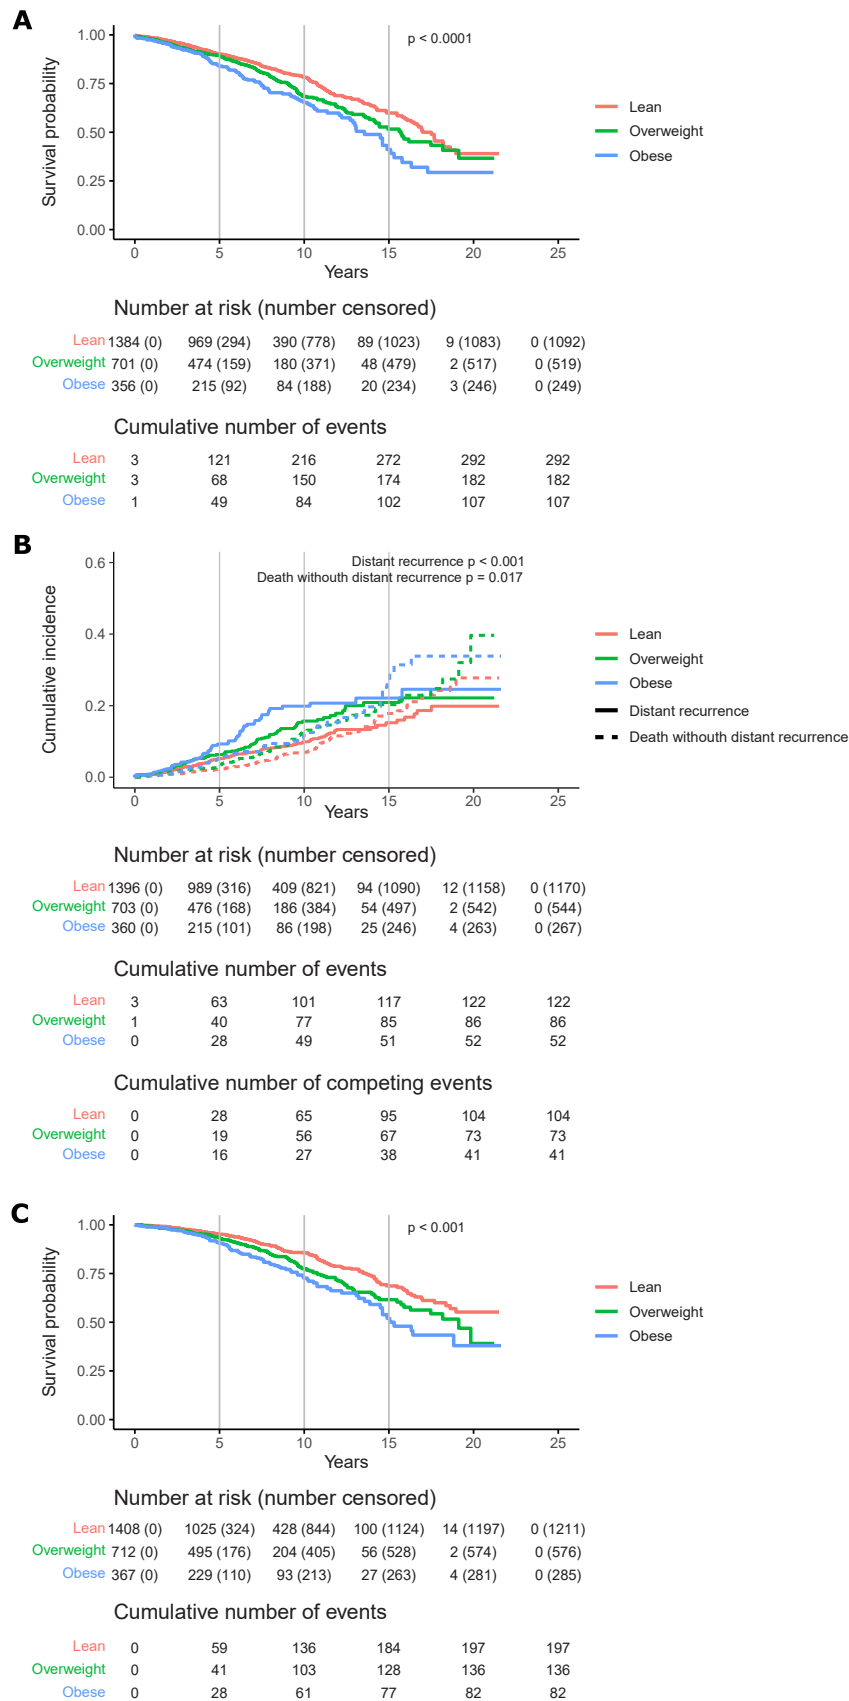 A
p < 0.0001
1.00
0.75
0.50
0.25
0.00
Survival probability
0 5 10 15 20 25
Years
Lean
Overweight
Obese
Number at risk (number censored)
Lean 1384 (0) 969 (294) 390 (778) 89 (1023) 9 (1083) 0 (1092)
Overweight 701 (0) 474 (159) 180 (371) 48 (479) 2 (517) 0 (519)
Obese 356 (0) 215 (92) 84 (188) 20 (234) 3 (246) 0 (249)
Cumulative number of events
Lean 3 121 216 272 292 292
Overweight 3 68 150 174 182 182
Obese 1 49 84 102 107 107
B
Distant recurrence p < 0.001
Death withouth distant recurrence p = 0.017
0.6
0.4
0.2
0.0
Cumulative incidence
0 5 10 15 20 25
Years
Lean
Overweight
Obese
Distant recurrence
Death withouth distant recurrence
Number at risk (number censored)
Lean 1396 (0) 989 (316) 409 (821) 94 (1090) 12 (1158) 0 (1170)
Overweight 703 (0) 476 (168) 186 (384) 54 (497) 2 (542) 0 (544)
Obese 360 (0) 215 (101) 86 (198) 25 (246) 4 (263) 0 (267)
Cumulative number of events
Lean 3 63 101 117 122 122
Overweight 1 40 77 85 86 86
Obese 0 28 49 51 52 52
Cumulative number of competing events
Lean 0 28 65 95 104 104
Overweight 0 19 56 67 73 73
Obese 0 16 27 38 41 41
C
p < 0.001
1.00
0.75
0.50
0.25
0.00
Survival probability
0 5 10 15 20 25
Years
Lean
Overweight
Obese
Number at risk (number censored)
Lean 1408 (0) 1025 (324) 428 (844) 100 (1124) 14 (1197) 0 (1211)
Overweight 712 (0) 495 (176) 204 (405) 56 (528) 2 (574) 0 (576)
Obese 367 (0) 229 (110) 93 (213) 27 (263) 4 (281) 0 (285)
Cumulative number of events
Lean 0 59 136 184 197 197
Overweight 0 41 103 128 136 136
Obese 0 28 61 77 82 82